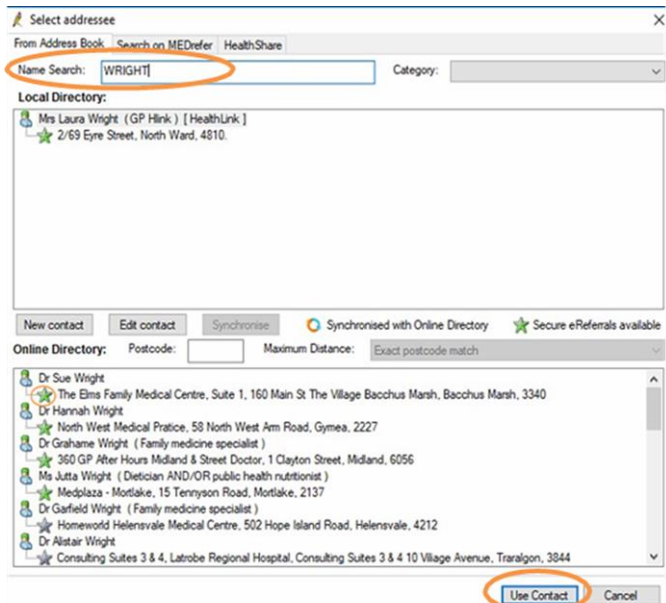 Select addressee
From Address Book Search on MEDrefer HealthShare
Name Search: WRIGHT Category:
Local Directory:
Mrs Laura Wright (GP Hlink) [HealthLink]
2/69 Eyre Street, North Ward, 4810.
New contact Edit contact Synchronise Synchronised with Online Directory Secure eReferrals available
Online Directory: Postcode: Maximum Distance: Exact postcode match
Dr Sue Wright
The Elms Family Medical Centre, Suite 1, 160 Main St The Village Bacchus Marsh, Bacchus Marsh, 3340
Dr Hannah Wright
North West Medical Pratice, 58 North West Arm Road, Gymea, 2227
Dr Grahame Wright (Family medicine specialist)
360 GP After Hours Midland & Street Doctor, 1 Clayton Street, Midland, 6056
Ms Jutta Wright (Dietician AND/OR public health nutritionist)
Medplaza - Mortlake, 15 Tennyson Road, Mortlake, 2137
Dr Garfield Wright (Family medicine specialist)
Homeworld Helensvale Medical Centre, 502 Hope Island Road, Helensvale, 4212
Dr Alistair Wright
Consulting Suites 3 & 4, Latrobe Regional Hospital, Consulting Suites 3 & 4 10 Village Avenue, Traralgon, 3844
Use Contact Cancel